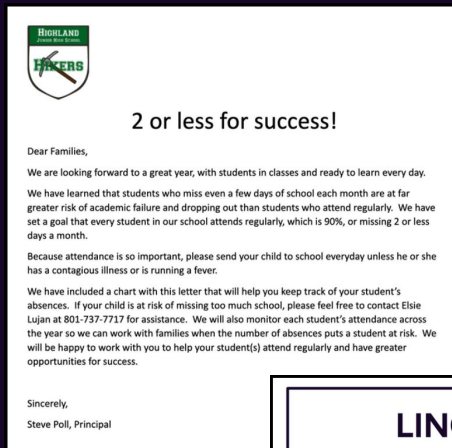 HIGHLAND
JUNIOR HIGH SCHOOL
HIKERS
2 or less for success!
Dear Families,
We are looking forward to a great year, with students in classes and ready to learn every day.
We have learned that students who miss even a few days of school each month are at far
greater risk of academic failure and dropping out than students who attend regularly. We have
set a goal that every student in our school attends regularly, which is 90%, or missing 2 or less
days a month.
Because attendance is so important, please send your child to school everyday unless he or she
has a contagious illness or is running a fever.
We have included a chart with this letter that will help you keep track of your student's
absences. If your child is at risk of missing too much school, please feel free to contact Elsie
Lujan at 801-737-7717 for assistance. We will also monitor each student's attendance across
the year so we can work with families when the number of absences puts a student at risk. We
will be happy to work with you to help your student(s) attend regularly and have greater
opportunities for success.
Sincerely,
Steve Poll, Principal